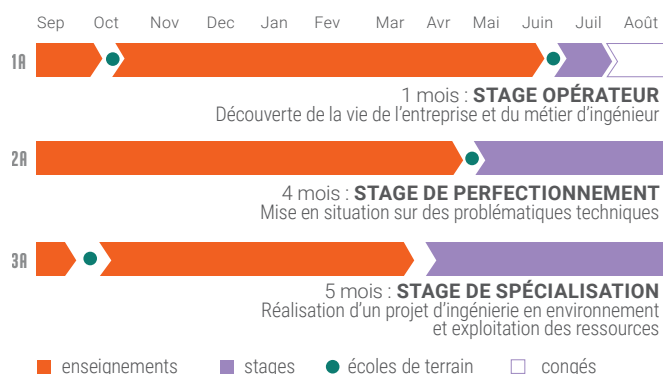 Sep Oct Nov Dec Jan Fev Mar Avr Mai Juin Juil Août
1A
1 mois : STAGE OPÉRATEUR
Découverte de la vie de l'entreprise et du métier d'ingénieur
2A
4 mois : STAGE DE PERFECTIONNEMENT
Mise en situation sur des problématiques techniques
3A
5 mois : STAGE DE SPÉCIALISATION
Réalisation d'un projet d'ingénierie en environnement
et exploitation des ressources
enseignements stages écoles de terrain congés